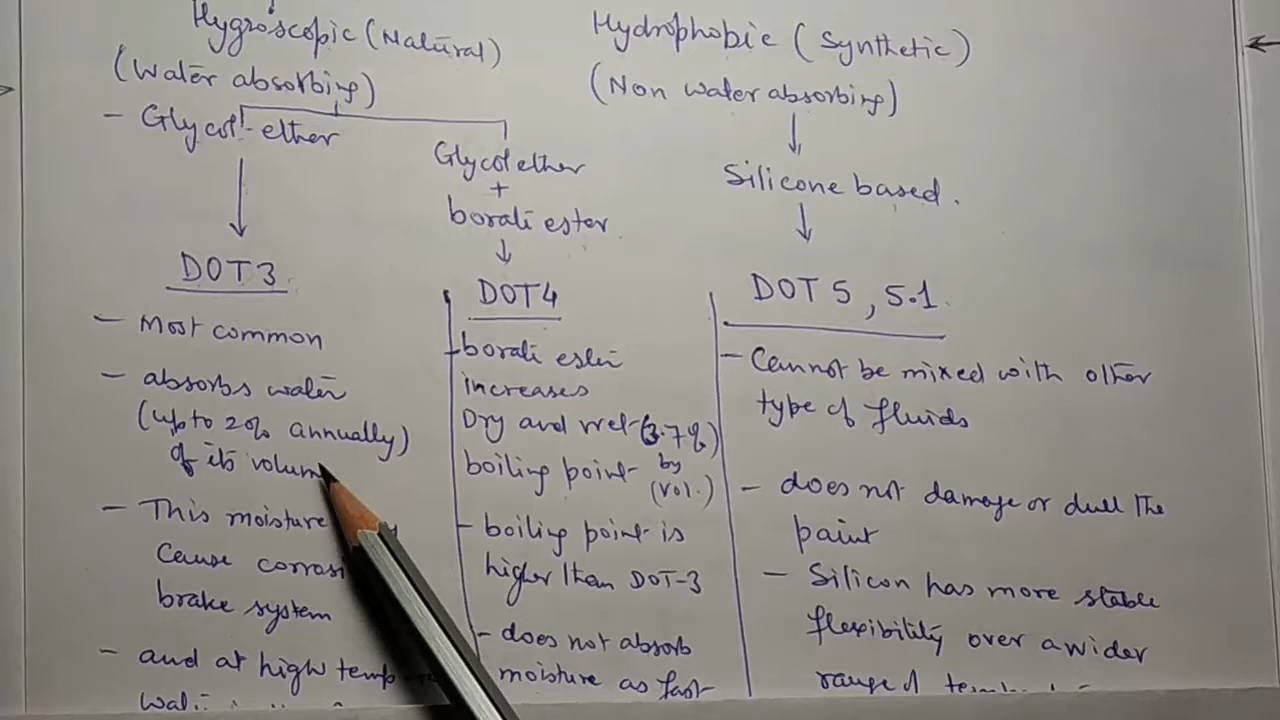 Hygroscopic (Natural)
(Water absorbing)
- Glycol-ether
Glycol ether
+
borate ester
DOT3
DOT4
- Most common
- absorbs water
(up to 2% annually)
of its volum
- This moisture
Cause
brake system
- and at high temp
- borate ester
increases
Dry and wet (3.7%)
boiling point by
(vol.)
- boiling point is
higher than DOT-3
- does not absorb
moisture as fast
Hydrophobic (Synthetic)
(Non water absorbing)
Silicone based.
DOT 5, 5.1
- Cannot be mixed with other
type of fluids
- does not damage or dull the
paint
- Silicon has more stable
flexibility over a wider
range of